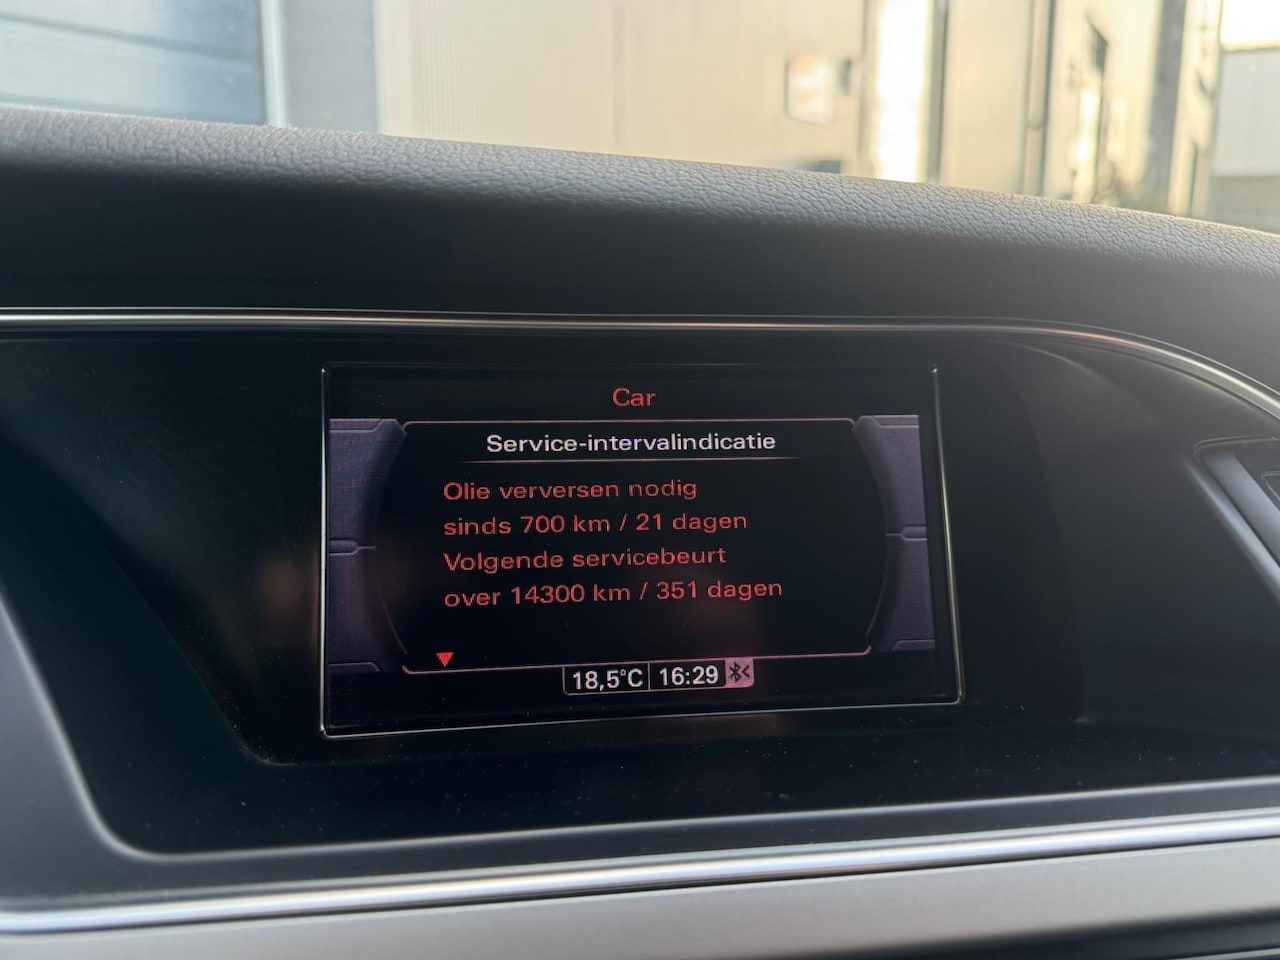 Car
Service-intervalindicatie
Olie verversen nodig
sinds 700 km / 21 dagen
Volgende servicebeurt
over 14300 km / 351 dagen
18,5°C 16:29